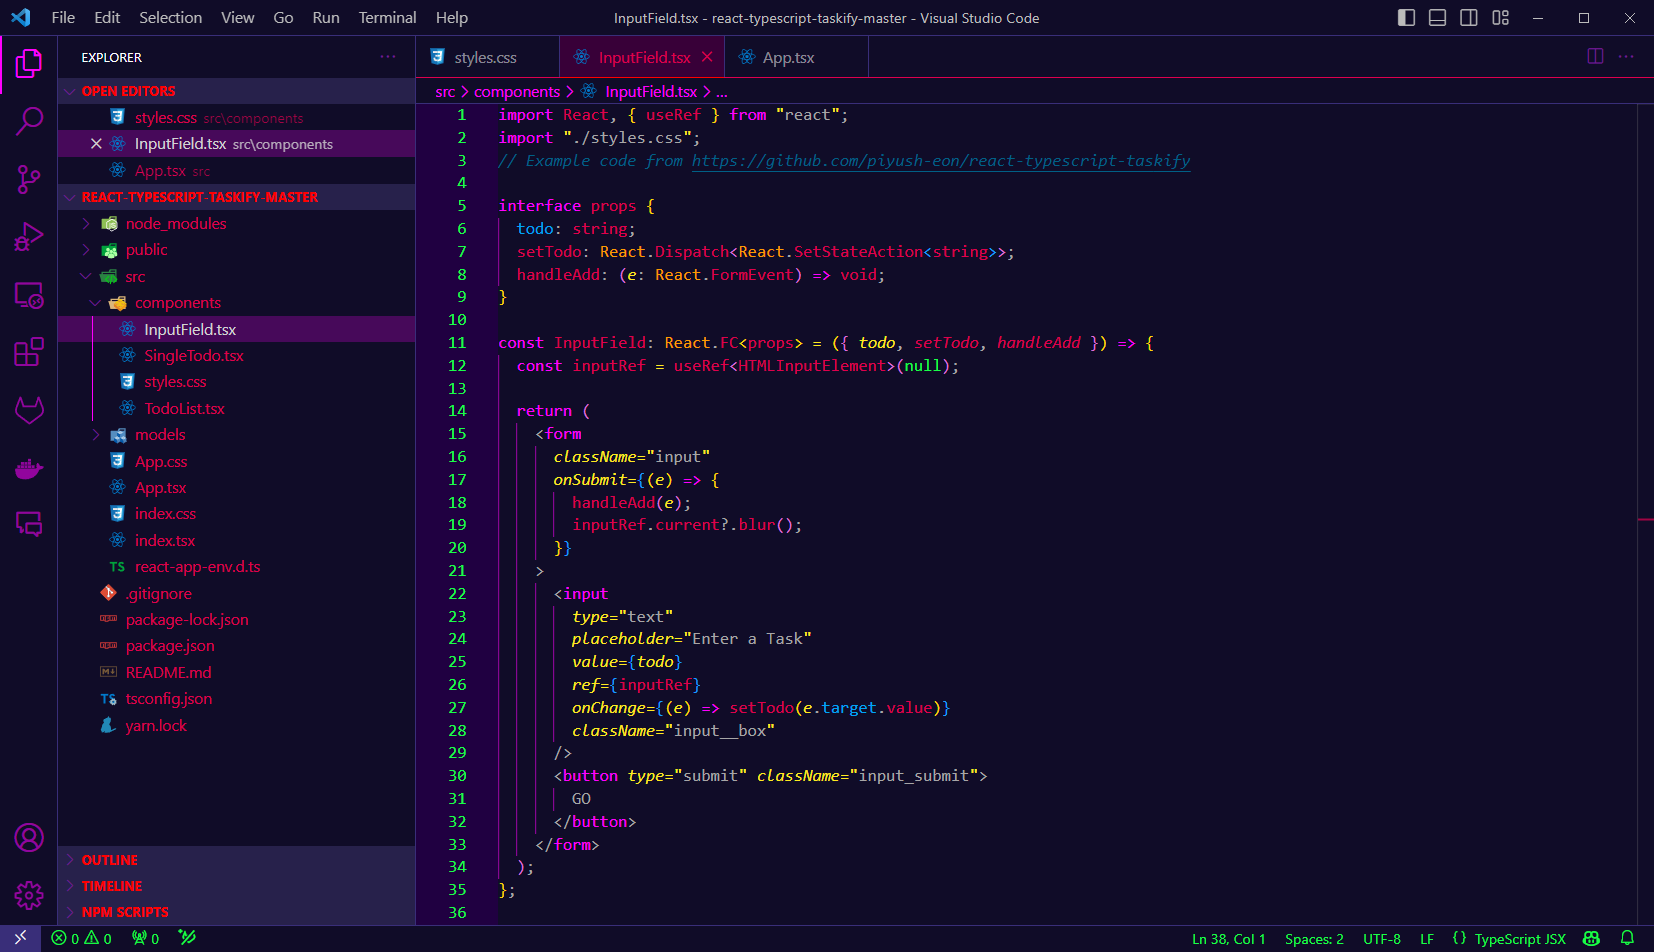 File Edit Selection View Go Run Terminal Help InputField.tsx - react-typescript-taskify-master - Visual Studio Code
EXPLORER
OPEN EDITORS
styles.css src\components
InputField.tsx src\components
App.tsx src
REACT-TYPESCRIPT-TASKIFY-MASTER
node_modules
public
src
components
InputField.tsx
SingleTodo.tsx
styles.css
TodoList.tsx
models
App.css
App.tsx
index.css
index.tsx
TS react-app-env.d.ts
.gitignore
package-lock.json
package.json
README.md
tsconfig.json
yarn.lock
OUTLINE
TIMELINE
NPM SCRIPTS
styles.css InputField.tsx App.tsx
src > components > InputField.tsx > ...
1 import React, { useRef } from "react";
2 import "./styles.css";
3 // Example code from https://github.com/piyush-eon/react-typescript-taskify
4
5 interface props {
6 todo: string;
7 setTodo: React.Dispatch<React.SetStateAction<string>>;
8 handleAdd: (e: React.FormEvent) => void;
9 }
10
11 const InputField: React.FC<props> = ({ todo, setTodo, handleAdd }) => {
12 const inputRef = useRef<HTMLInputElement>(null);
13
14 return (
15 <form
16 className="input"
17 onSubmit={(e) => {
18 handleAdd(e);
19 inputRef.current?.blur();
20 }}
21 >
22 <input
23 type="text"
24 placeholder="Enter a Task"
25 value={todo}
26 ref={inputRef}
27 onChange={(e) => setTodo(e.target.value)}
28 className="input__box"
29 />
30 <button type="submit" className="input_submit">
31 GO
32 </button>
33 </form>
34 );
35 };
36
0 0 0 Ln 38, Col 1 Spaces: 2 UTF-8 LF {} TypeScript JSX